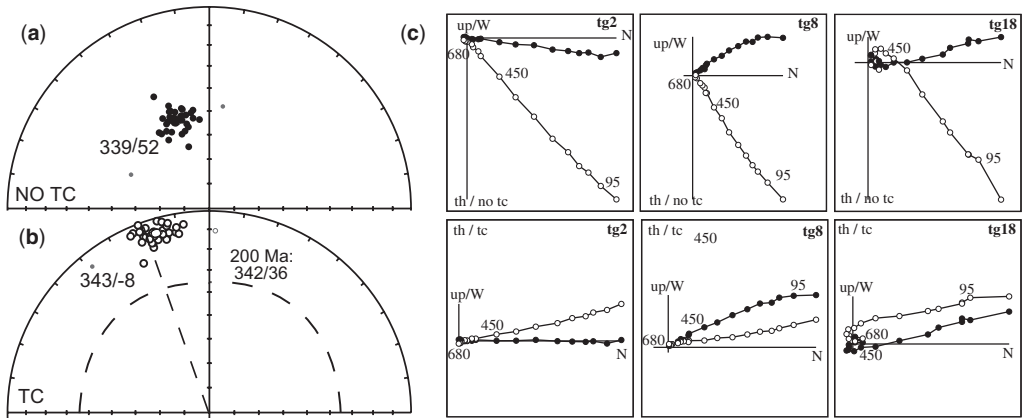 (a)
339/52
NO TC
(b)
343/-8
200 Ma:
342/36
TC
(c)
tg2
up/W
N
680
450
95
th / no tc
tg8
up/W
N
680
450
95
th / no tc
tg18
up/W
450
N
95
th / no tc
th / tc
tg2
up/W
450
680
N
th / tc
tg8
450
up/W
95
450
680
N
th / tc
tg18
up/W
95
680
450
N